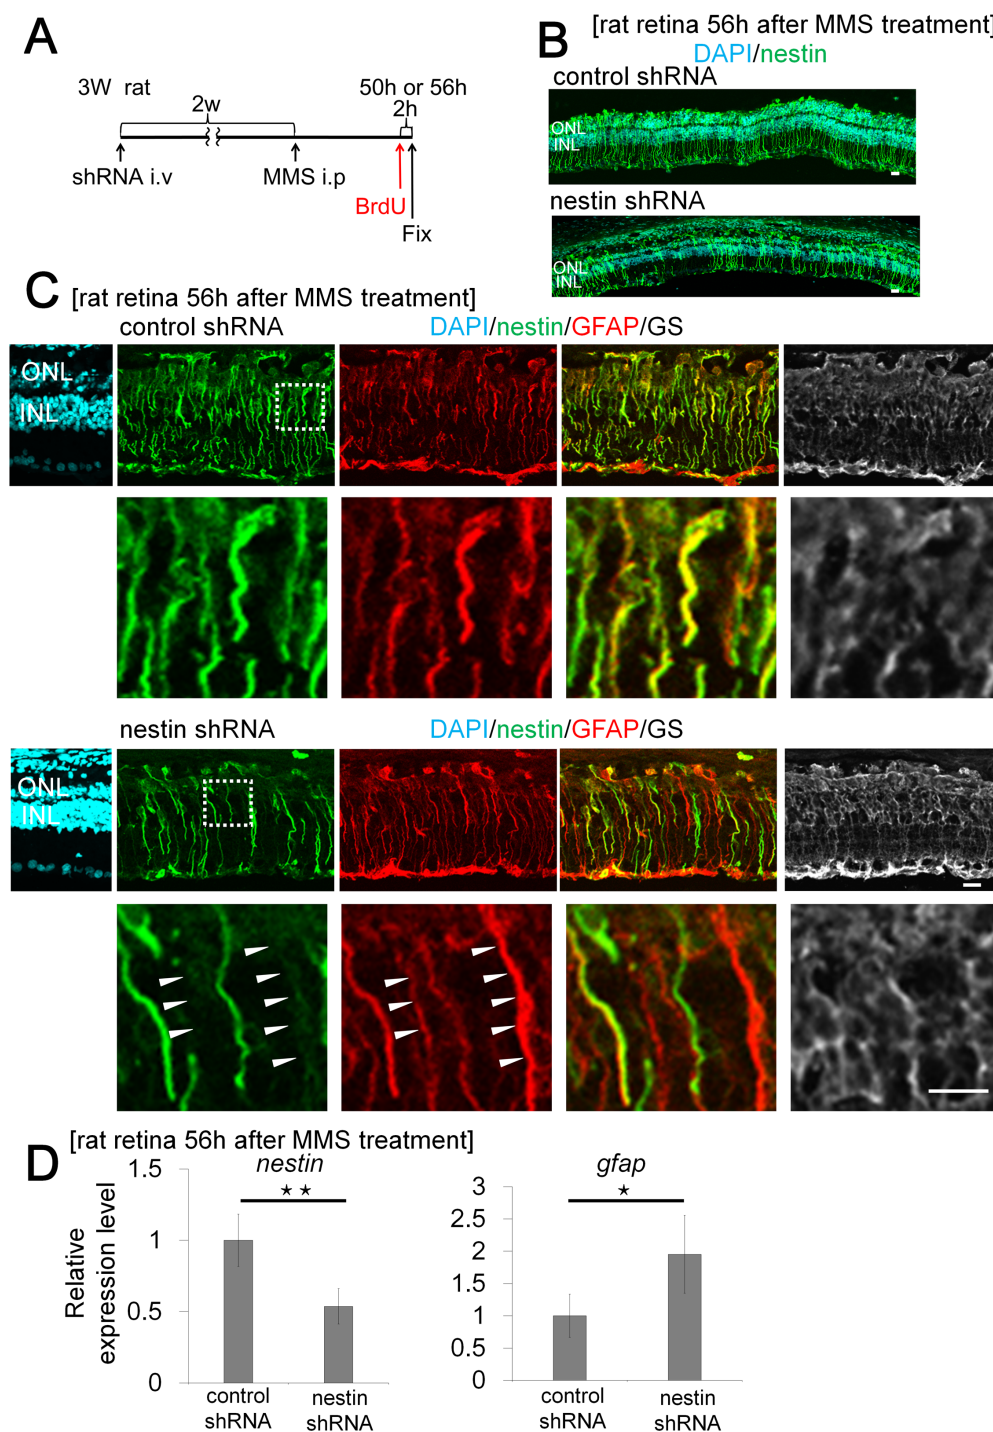 A
3W rat
2w
50h or 56h
2h
shRNA i.v
MMS i.p
BrdU
Fix
B
[rat retina 56h after MMS treatment]
DAPI/nestin
control shRNA
ONL
INL
nestin shRNA
ONL
INL
C
[rat retina 56h after MMS treatment]
control shRNA
DAPI/nestin/GFAP/GS
ONL
INL
nestin shRNA
DAPI/nestin/GFAP/GS
ONL
INL
D
[rat retina 56h after MMS treatment]
nestin
★ ★
Relative
expression level
1.5
1
0.5
0
control
shRNA
nestin
shRNA
gfap
★
3
2.5
2
1.5
1
0.5
0
control
shRNA
nestin
shRNA